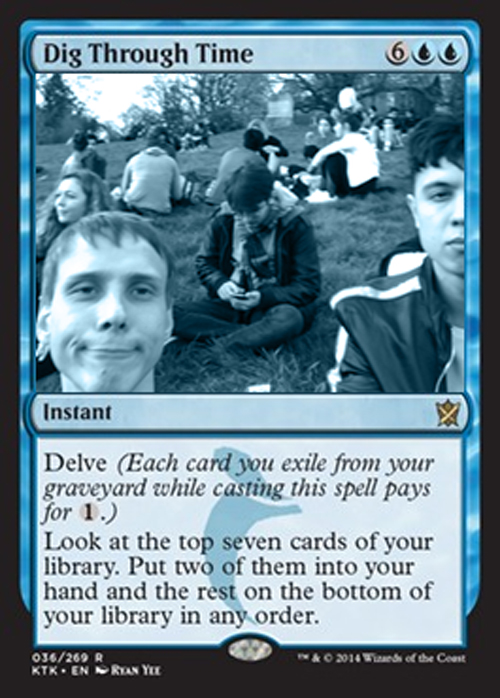 Dig Through Time 6
Instant
Delve (Each card you exile from your
graveyard while casting this spell pays
for 1.)
Look at the top seven cards of your
library. Put two of them into your
hand and the rest on the bottom of
your library in any order.
036/269 R
KTK • EN Ryan Yee
™ & © 2014 Wizards of the Coast